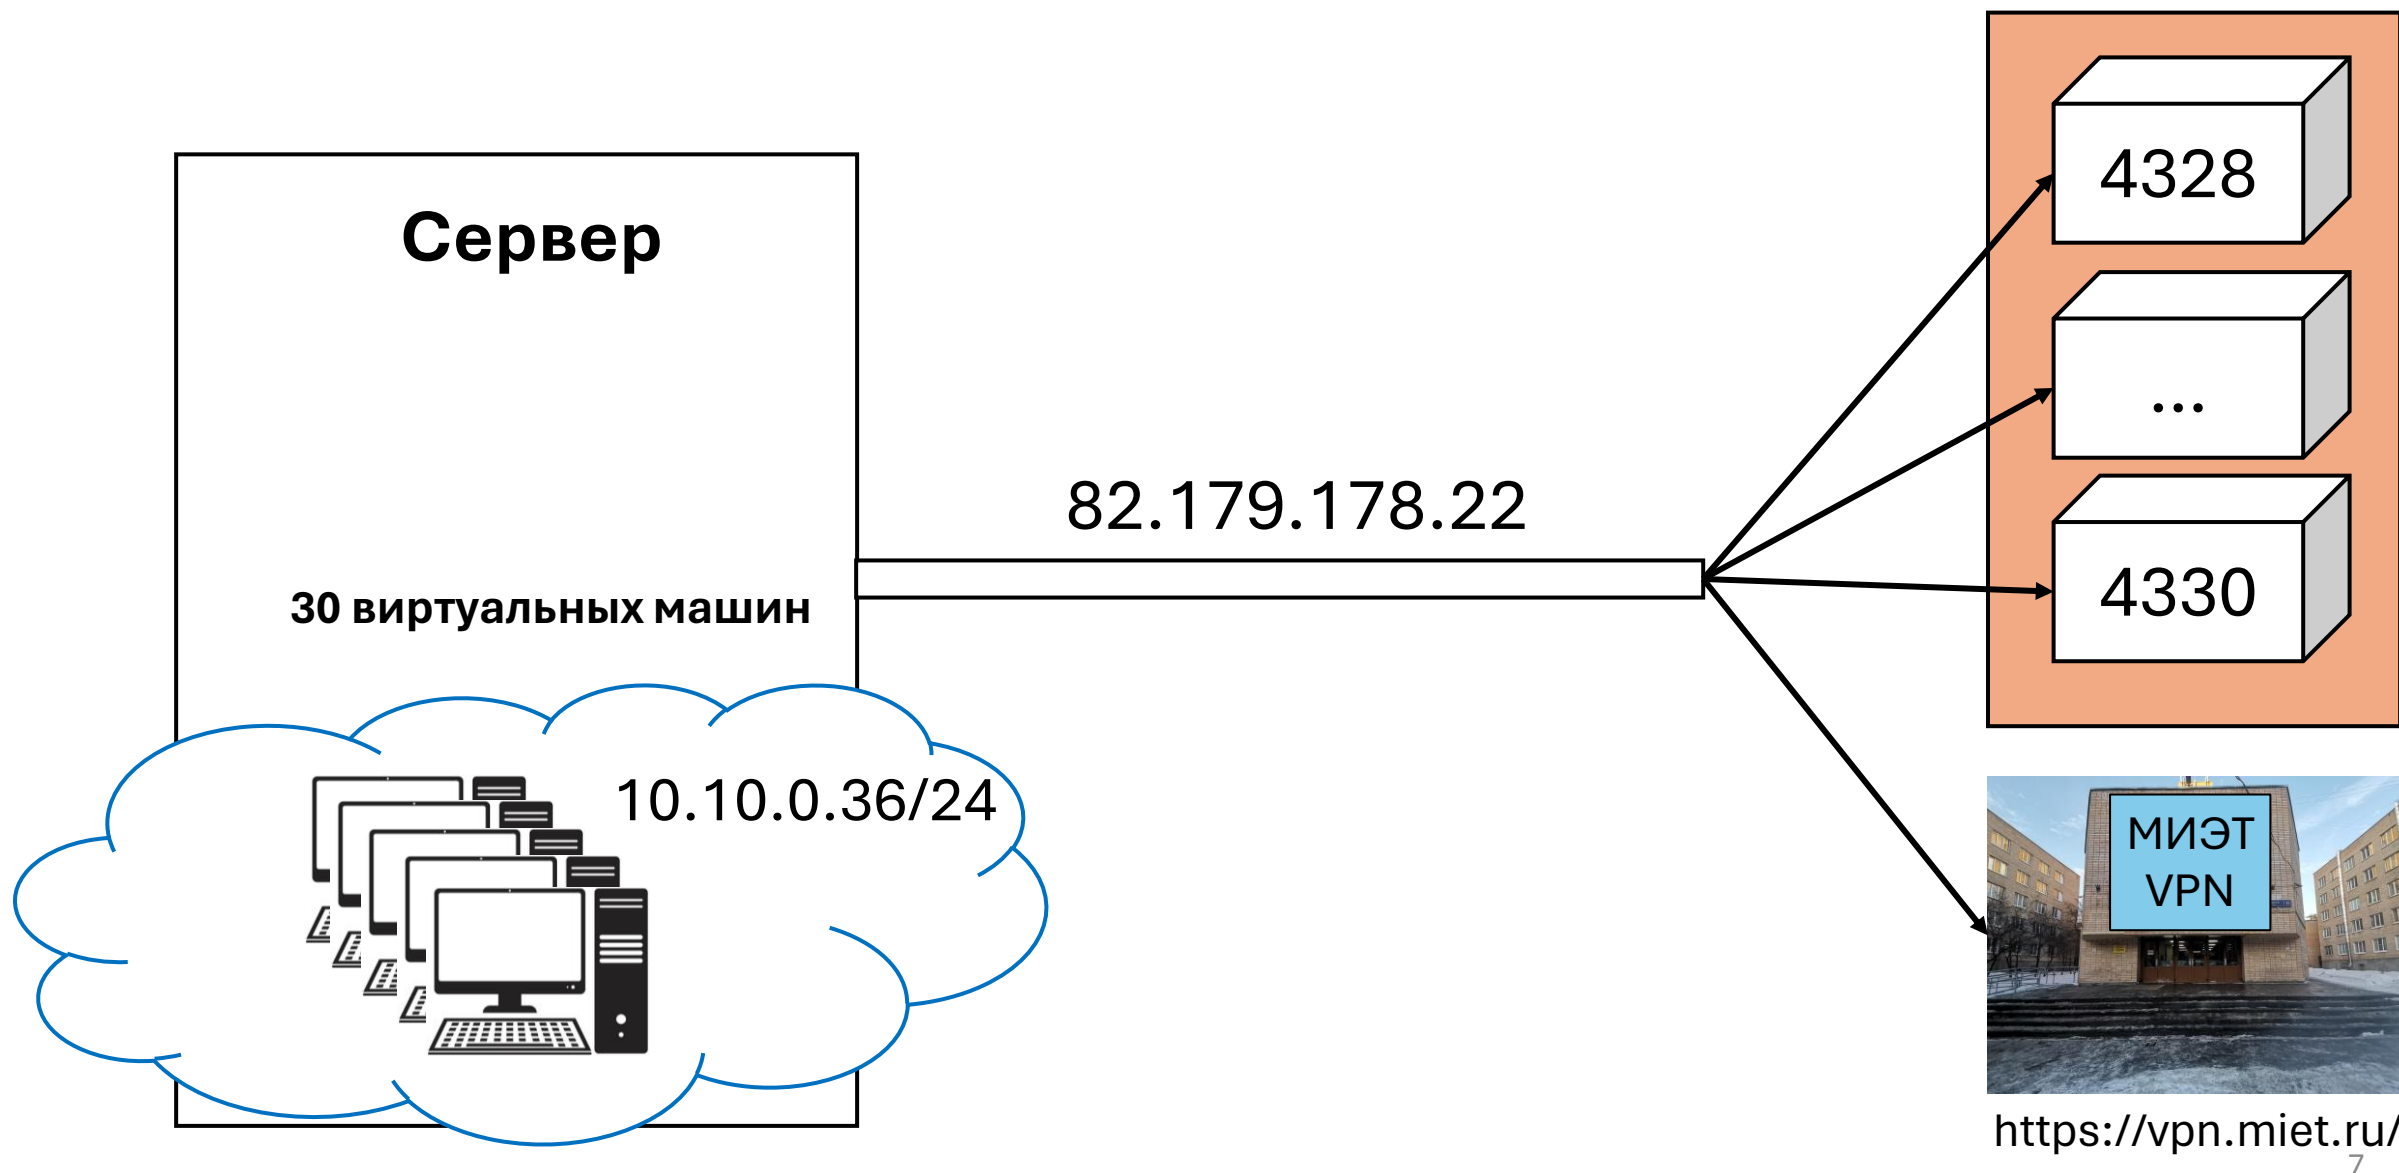 Сервер
30 виртуальных машин
10.10.0.36/24
82.179.178.22
4328
...
4330
МИЭТ
VPN
https://vpn.miet.ru/
7